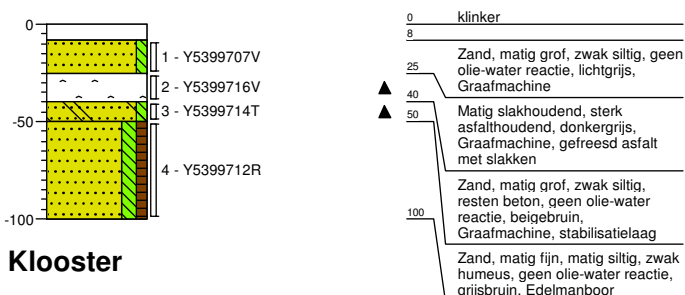 0
1 - Y5399707V
2 - Y5399716V
3 - Y5399714T
-50
4 - Y5399712R
-100
Klooster
0
klinker
8
Zand, matig grof, zwak siltig, geen
olie-water reactie, lichtgrijs,
Graafmachine
25
Matig slakhoudend, sterk
asfalthoudend, donkergrijs,
Graafmachine, gefreesd asfalt
met slakken
40
Zand, matig grof, zwak siltig,
resten beton, geen olie-water
reactie, beigebruin,
Graafmachine, stabilisatielaag
50
Zand, matig fijn, matig siltig, zwak
humeus, geen olie-water reactie,
grijsbruin, Edelmanboor
100